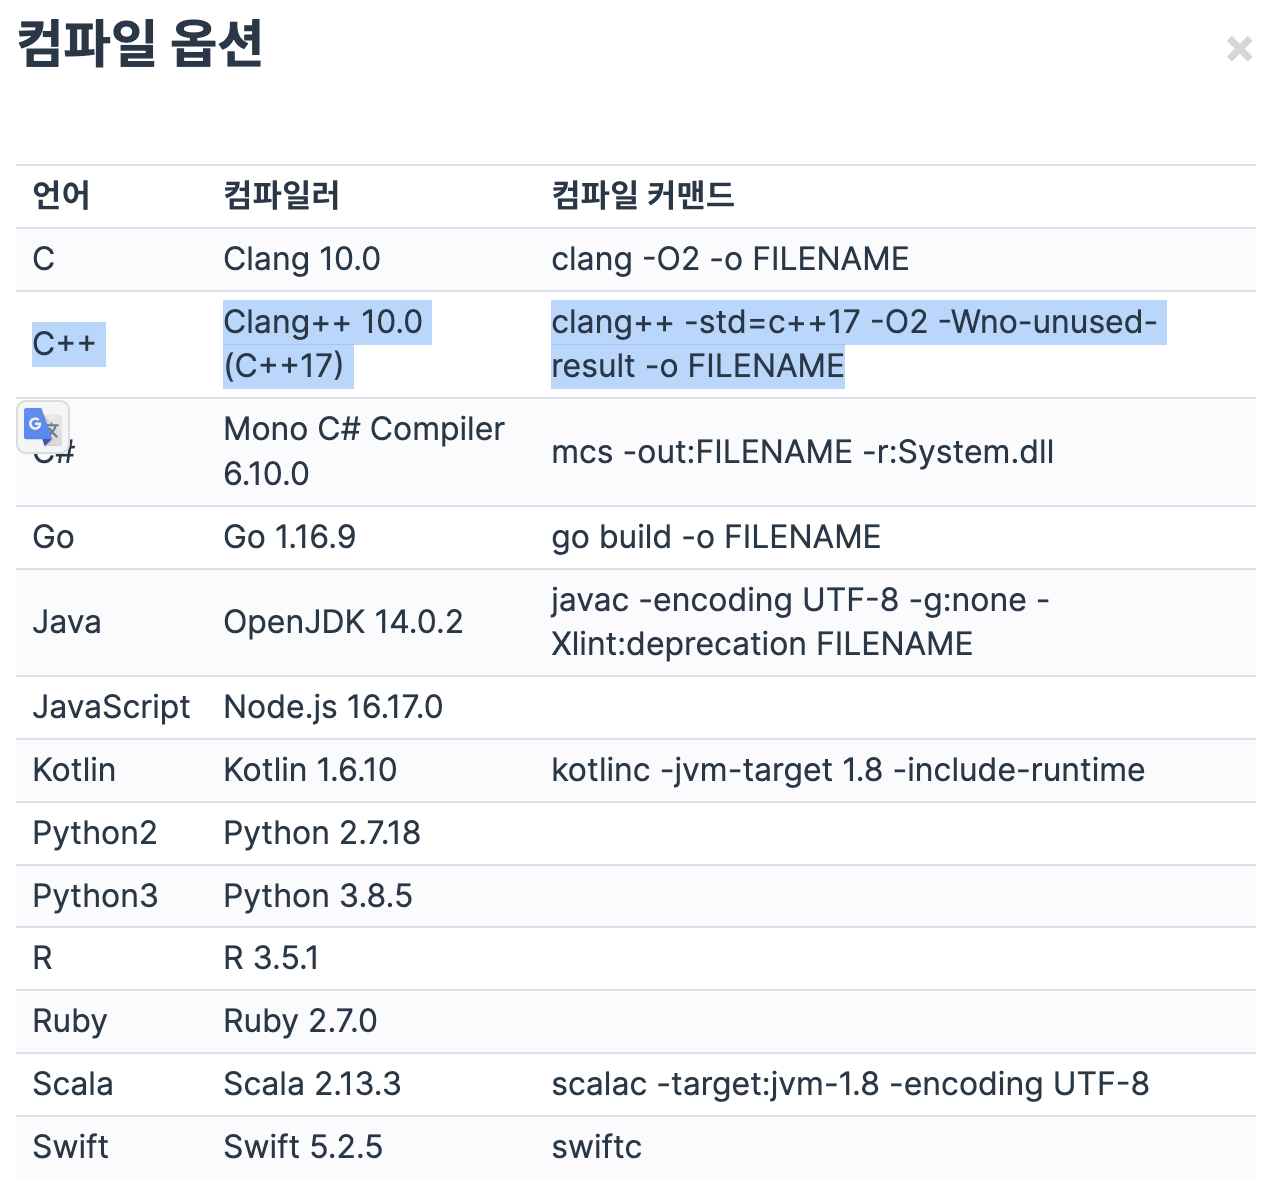 컴파일 옵션
언어 컴파일러 컴파일 커맨드
C Clang 10.0 clang -O2 -o FILENAME
C++ Clang++ 10.0 (C++17) clang++ -std=c++17 -O2 -Wno-unused-result -o FILENAME
C# Mono C# Compiler 6.10.0 mcs -out:FILENAME -r:System.dll
Go Go 1.16.9 go build -o FILENAME
Java OpenJDK 14.0.2 javac -encoding UTF-8 -g:none -Xlint:deprecation FILENAME
JavaScript Node.js 16.17.0
Kotlin Kotlin 1.6.10 kotlinc -jvm-target 1.8 -include-runtime
Python2 Python 2.7.18
Python3 Python 3.8.5
R R 3.5.1
Ruby Ruby 2.7.0
Scala Scala 2.13.3 scalac -target:jvm-1.8 -encoding UTF-8
Swift Swift 5.2.5 swiftc